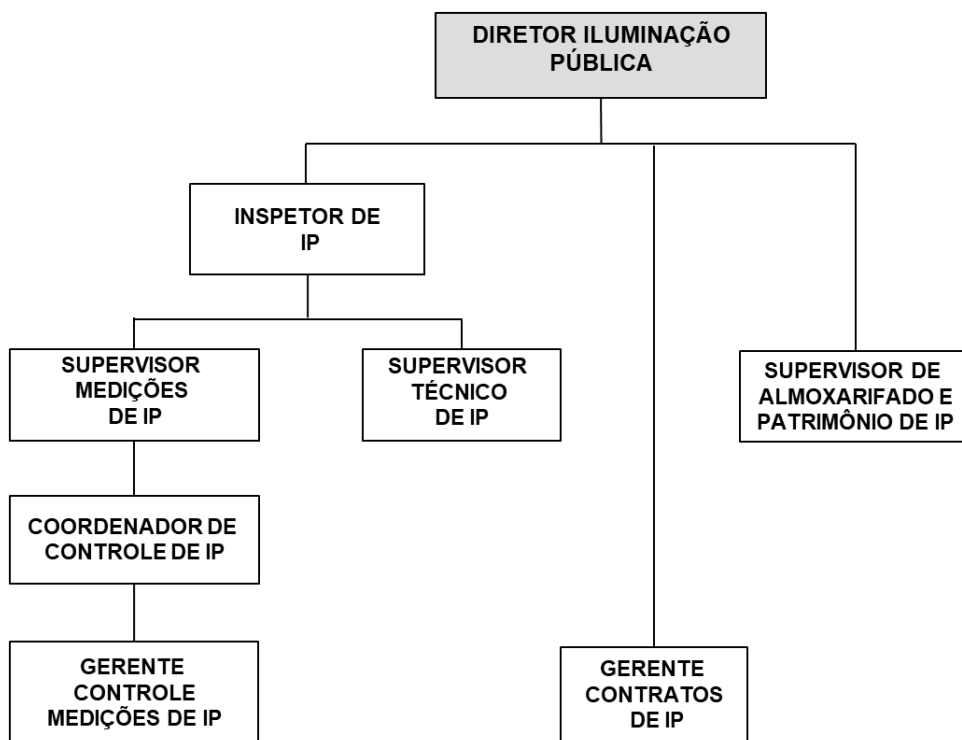 DIRETOR ILUMINAÇÃO
PÚBLICA
INSPETOR DE
IP
SUPERVISOR
MEDIÇÕES
DE IP
SUPERVISOR
TÉCNICO
DE IP
SUPERVISOR DE
ALMOXARIFADO E
PATRIMÔNIO DE IP
COORDENADOR DE
CONTROLE DE IP
GERENTE
CONTROLE
MEDIÇÕES DE IP
GERENTE
CONTRATOS
DE IP